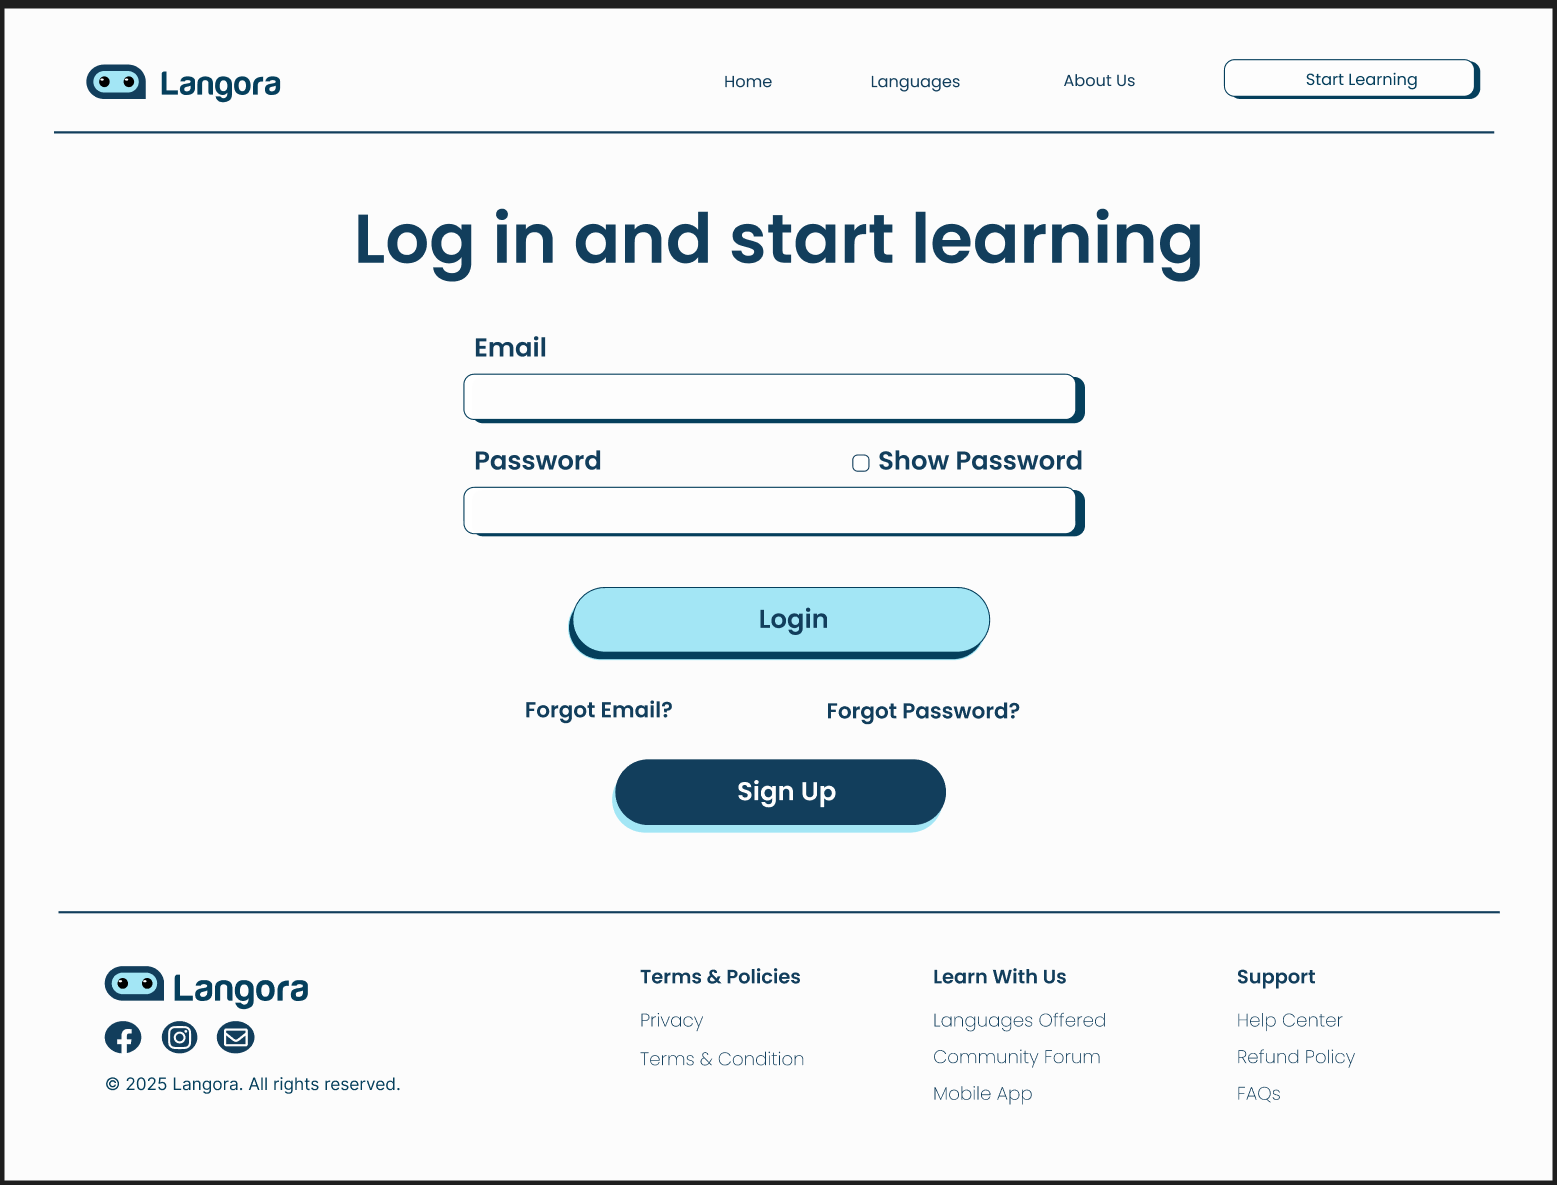 Langora
Home
Languages
About Us
Start Learning
Log in and start learning
Email
Password
Show Password
Login
Forgot Email?
Forgot Password?
Sign Up
Langora
© 2025 Langora. All rights reserved.
Terms & Policies
Privacy
Terms & Condition
Learn With Us
Languages Offered
Community Forum
Mobile App
Support
Help Center
Refund Policy
FAQs